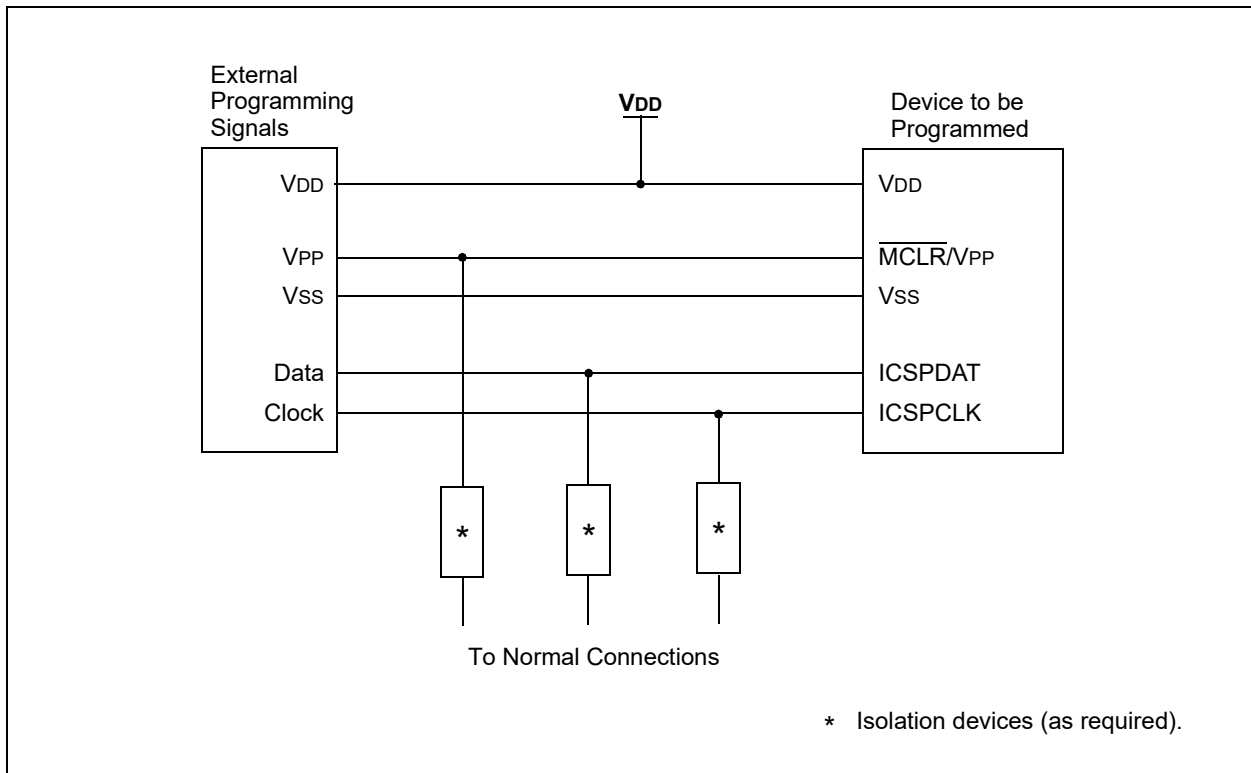 External
Programming
Signals
VDD
Device to be
Programmed
VDD
VDD
VPP
MCLR/VPP
VSS
VSS
Data
ICSPDAT
Clock
ICSPCLK
*
*
*
To Normal Connections
* Isolation devices (as required).